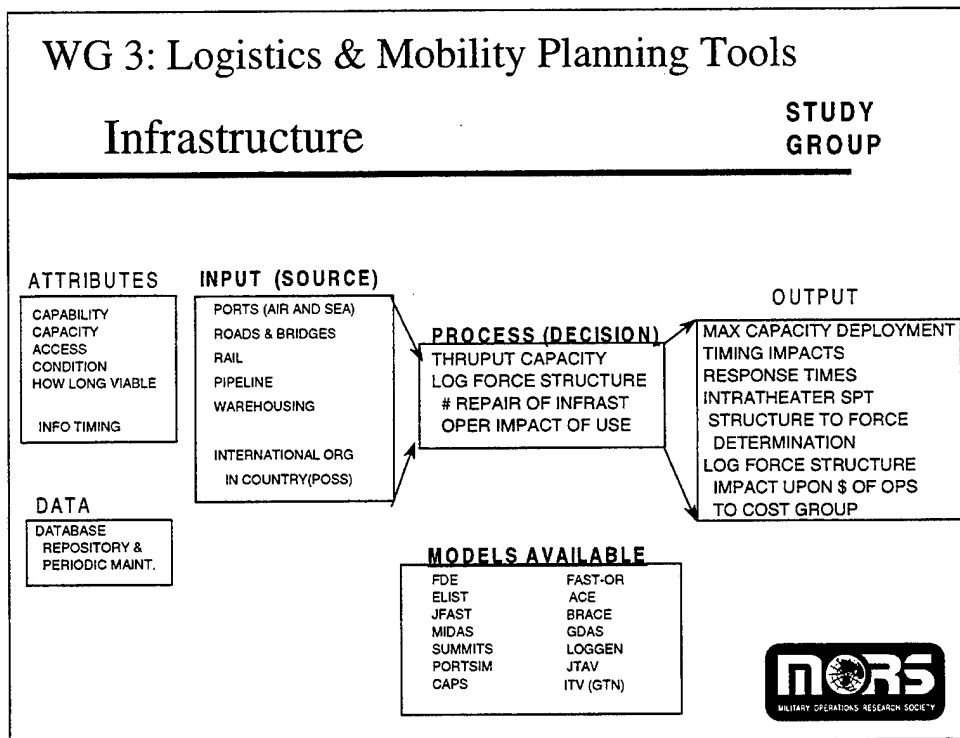 WG 3: Logistics & Mobility Planning Tools
Infrastructure
STUDY
GROUP
ATTRIBUTES
CAPABILITY
CAPACITY
ACCESS
CONDITION
HOW LONG VIABLE
INFO TIMING
DATA
DATABASE
REPOSITORY &
PERIODIC MAINT.
INPUT (SOURCE)
PORTS (AIR AND SEA)
ROADS & BRIDGES
RAIL
PIPELINE
WAREHOUSING
INTERNATIONAL ORG
IN COUNTRY(POSS)
PROCESS (DECISION)
THRUPUT CAPACITY
LOG FORCE STRUCTURE
# REPAIR OF INFRAST
OPER IMPACT OF USE
OUTPUT
MAX CAPACITY DEPLOYMENT
TIMING IMPACTS
RESPONSE TIMES
INTRATHEATER SPT
STRUCTURE TO FORCE
DETERMINATION
LOG FORCE STRUCTURE
IMPACT UPON $ OF OPS
TO COST GROUP
MODELS AVAILABLE
FDE FAST-OR
ELIST ACE
JFAST BRACE
MIDAS GDAS
SUMMITS LOGGEN
PORTSIM JTAV
CAPS ITV (GTN)
MORS
MILITARY OPERATIONS RESEARCH SOCIETY